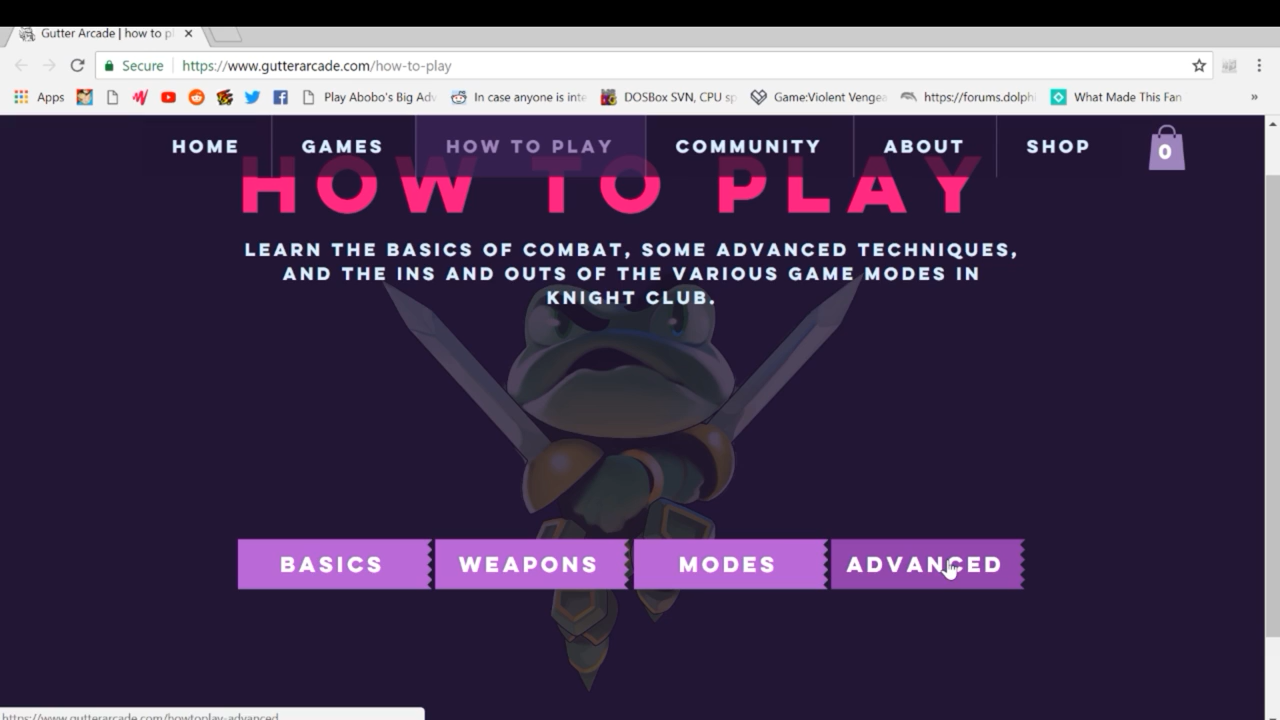 Gutter Arcade | how to pl
Secure https://www.gutterarcade.com/how-to-play
Apps Play Abobo's Big Adv In case anyone is inte DOSBox SVN, CPU sp Game:Violent Vengea https://forums.dolph What Made This Fan »
HOME GAMES HOW TO PLAY COMMUNITY ABOUT SHOP 0
HOW TO PLAY
LEARN THE BASICS OF COMBAT, SOME ADVANCED TECHNIQUES,
AND THE INS AND OUTS OF THE VARIOUS GAME MODES IN
KNIGHT CLUB.
BASICS WEAPONS MODES ADVANCED
https://www.gutterarcade.com/howtoplay-advanced